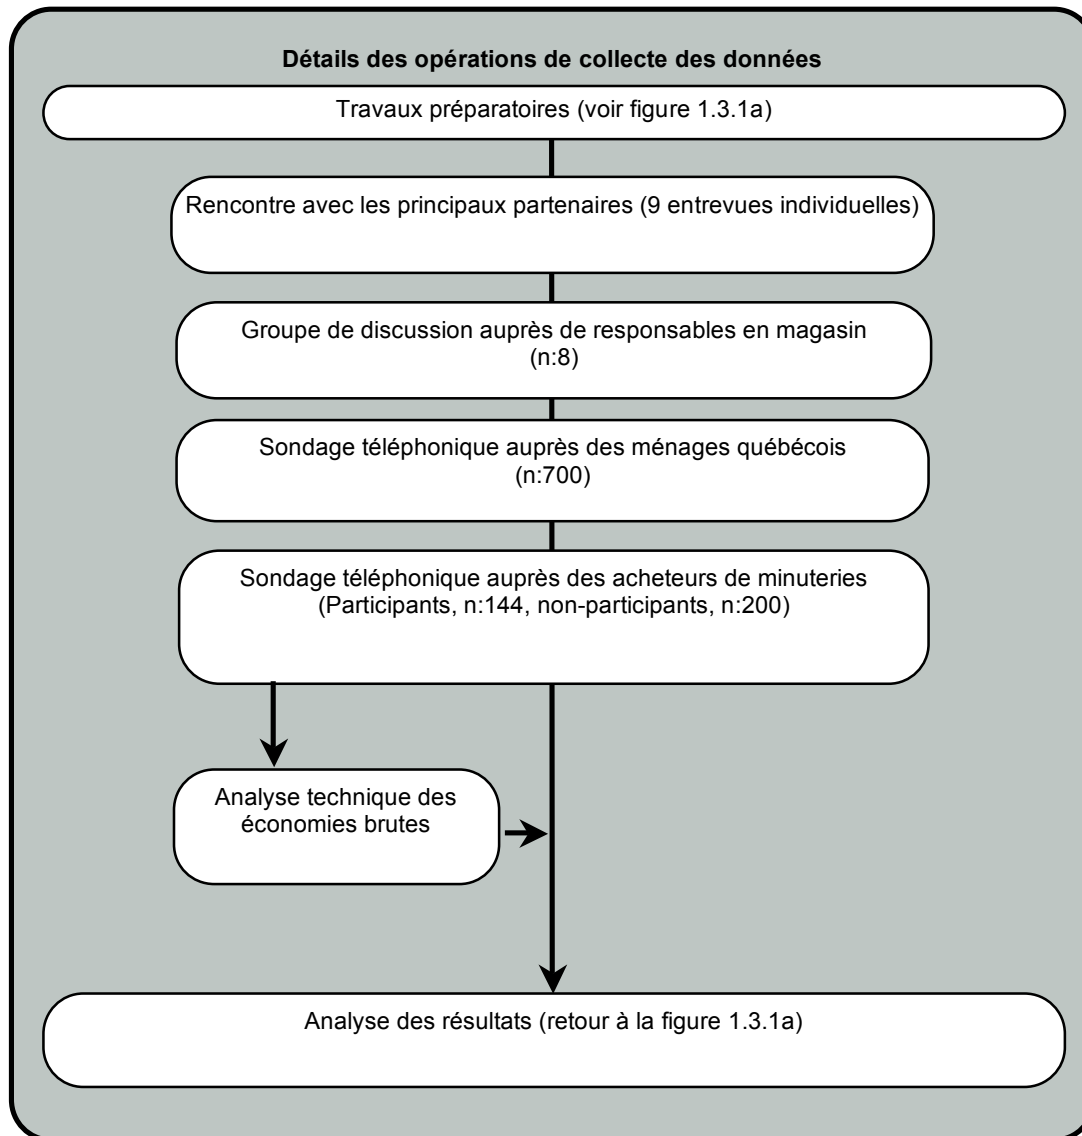 Détails des opérations de collecte des données
Travaux préparatoires (voir figure 1.3.1a)
Rencontre avec les principaux partenaires (9 entrevues individuelles)
Groupe de discussion auprès de responsables en magasin
(n:8)
Sondage téléphonique auprès des ménages québécois
(n:700)
Sondage téléphonique auprès des acheteurs de minuteries
(Participants, n:144, non-participants, n:200)
Analyse technique des
économies brutes
Analyse des résultats (retour à la figure 1.3.1a)